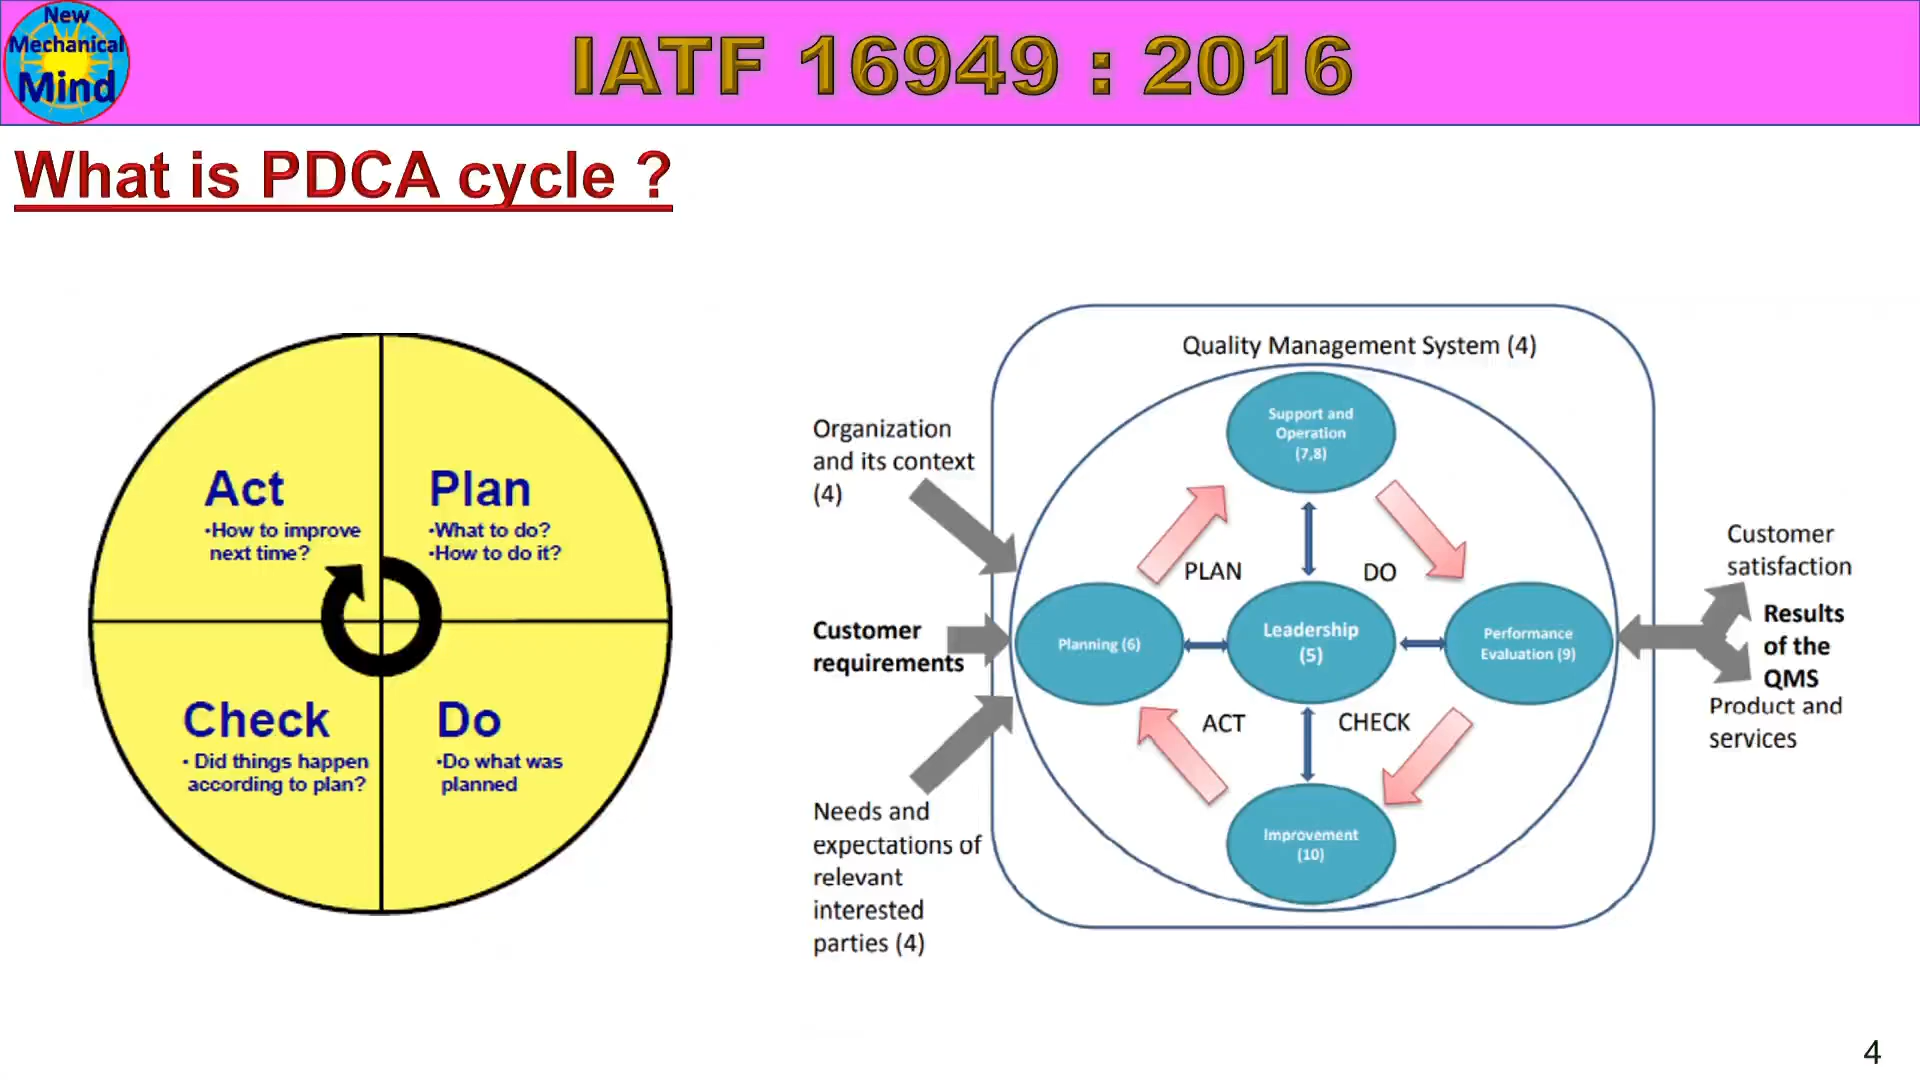 New
Mechanical
Mind
IATF 16949 : 2016
What is PDCA cycle ?
Act
•How to improve
next time?
Plan
•What to do?
•How to do it?
Check
• Did things happen
according to plan?
Do
•Do what was
planned
Quality Management System (4)
Organization
and its context
(4)
Customer
requirements
Needs and
expectations of
relevant
interested
parties (4)
Support and
Operation
(7,8)
PLAN
DO
Planning (6)
Leadership
(5)
Performance
Evaluation (9)
ACT
CHECK
Improvement
(10)
Customer
satisfaction
Results
of the
QMS
Product and
services
4